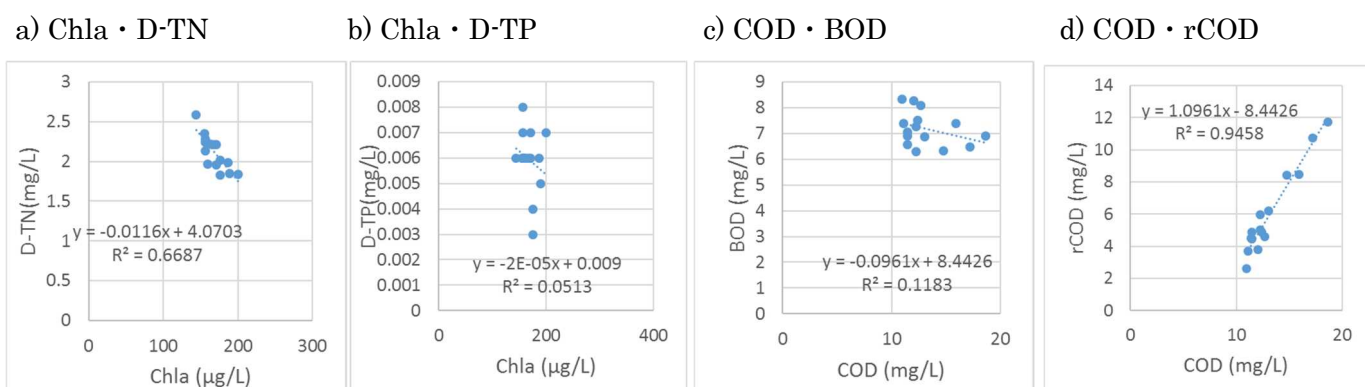 a) Chla・D-TN
b) Chla・D-TP
c) COD・BOD
d) COD・rCOD
3
2.5
2
1.5
1
0.5
0
D-TN(mg/L)
y = -0.0116x + 4.0703
R² = 0.6687
0
100
200
300
Chla (µg/L)
0.009
0.008
0.007
0.006
0.005
0.004
0.003
0.002
0.001
0
D-TP(mg/L)
y = -2E-05x + 0.009
R² = 0.0513
0
200
400
Chla (µg/L)
9
8
7
6
5
4
3
2
1
0
BOD (mg/L)
y = -0.0961x + 8.4426
R² = 0.1183
0
10
20
COD (mg/L)
14
12
10
8
6
4
2
0
rCOD (mg/L)
y = 1.0961x - 8.4426
R² = 0.9458
0
10
20
COD (mg/L)